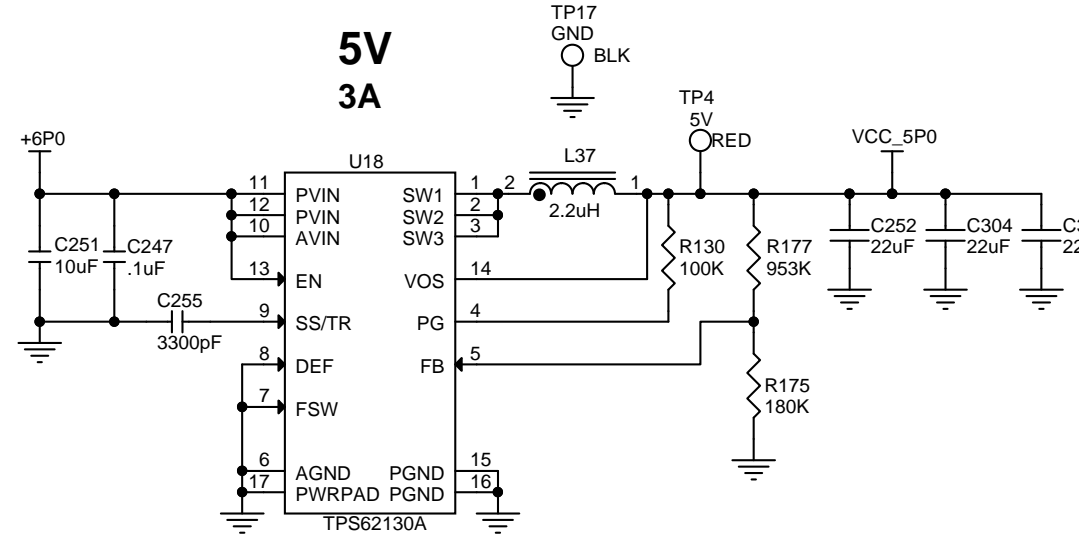 5V
3A
TP17
GND
BLK
TP4
5V
RED
+6P0
VCC_5P0
U18
L37
2.2uH
11 PVIN SW1 1 2 1
12 PVIN SW2 2
10 AVIN SW3 3
13 EN VOS 14
9 SS/TR PG 4
8 DEF FB 5
7 FSW
6 AGND PGND 15
17 PWRPAD PGND 16
TPS62130A
C251
10uF
C247
.1uF
C255
3300pF
R130
100K
R177
953K
R175
180K
C252
22uF
C304
22uF